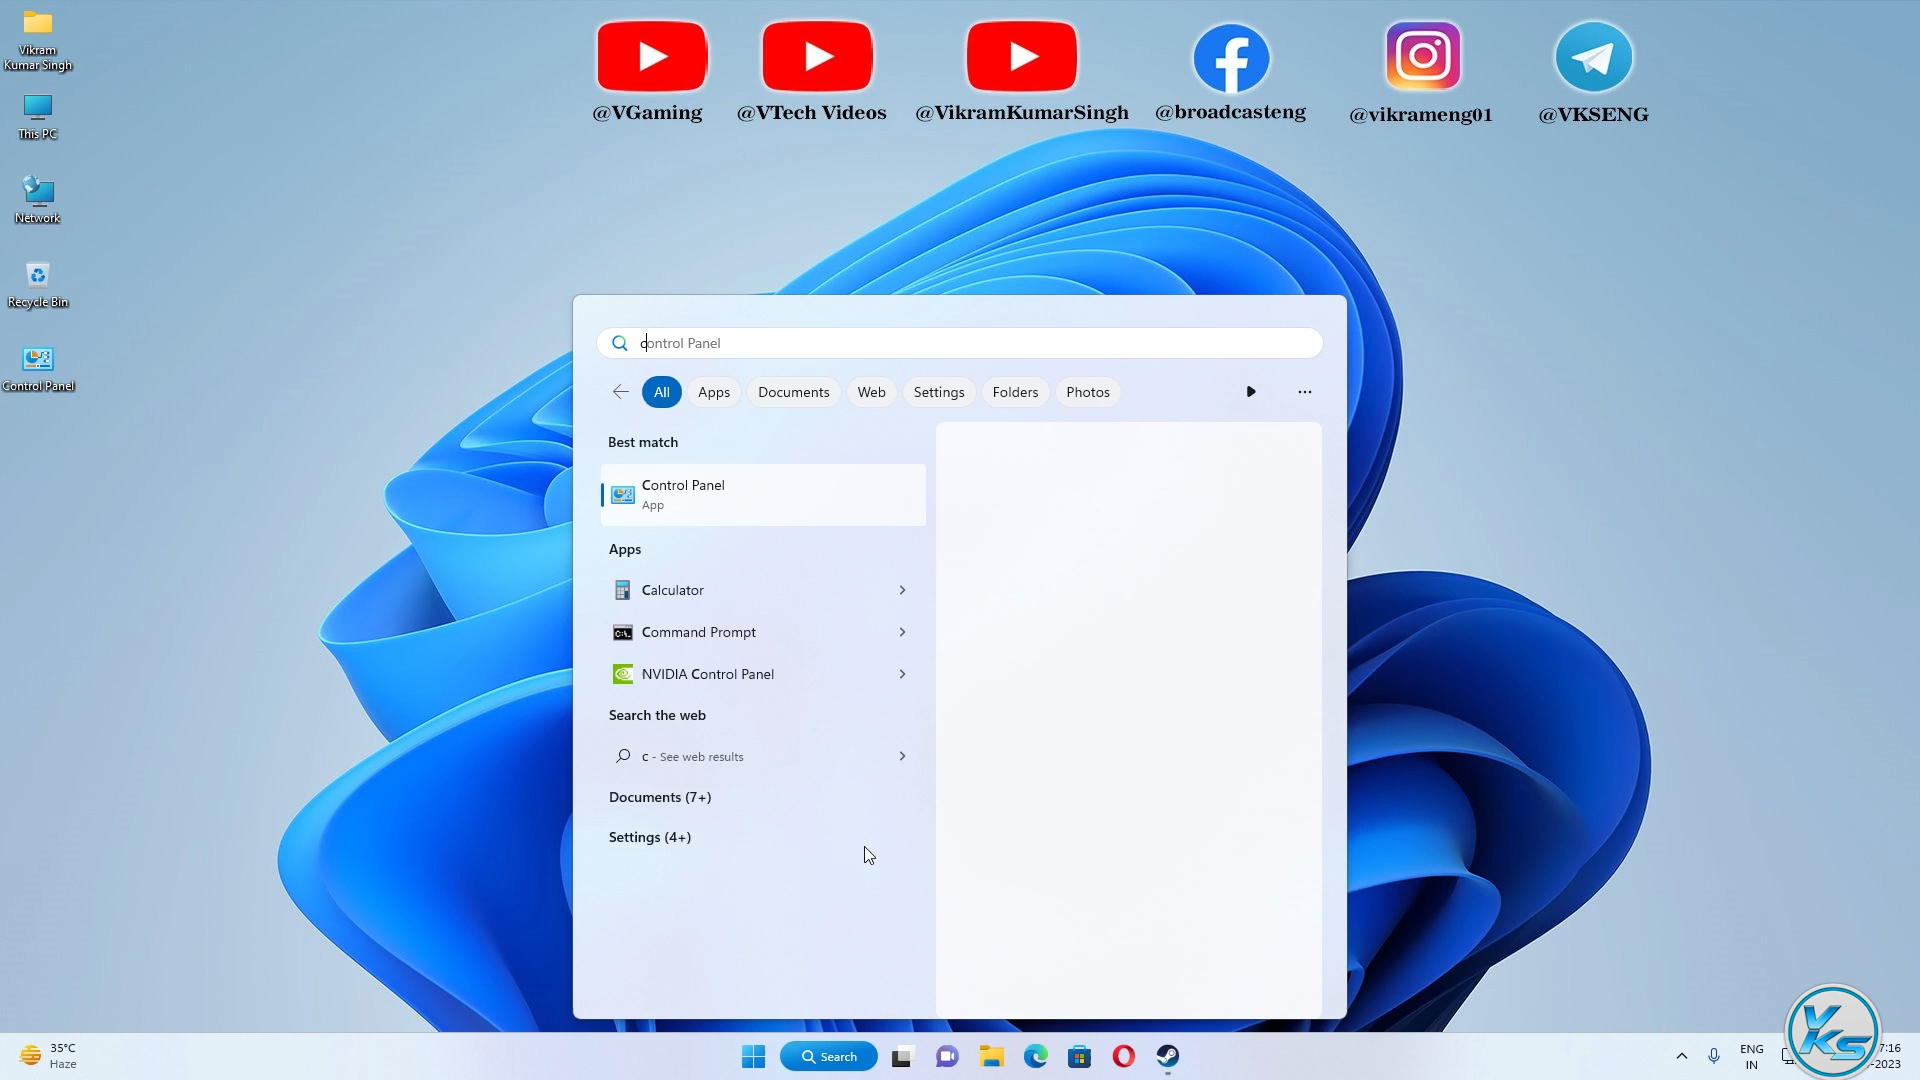 Vikram
Kumar Singh
This PC
Network
Recycle Bin
Control Panel
@VGaming
@VTech Videos
@VikramKumarSingh
@broadcasteng
@vikrameng01
@VKSENG
control Panel
All
Apps
Documents
Web
Settings
Folders
Photos
Best match
Control Panel
App
Apps
Calculator
Command Prompt
NVIDIA Control Panel
Search the web
c - See web results
Documents (7+)
Settings (4+)
35°C
Haze
Search
ENG
IN
7:16
-2023
VKS